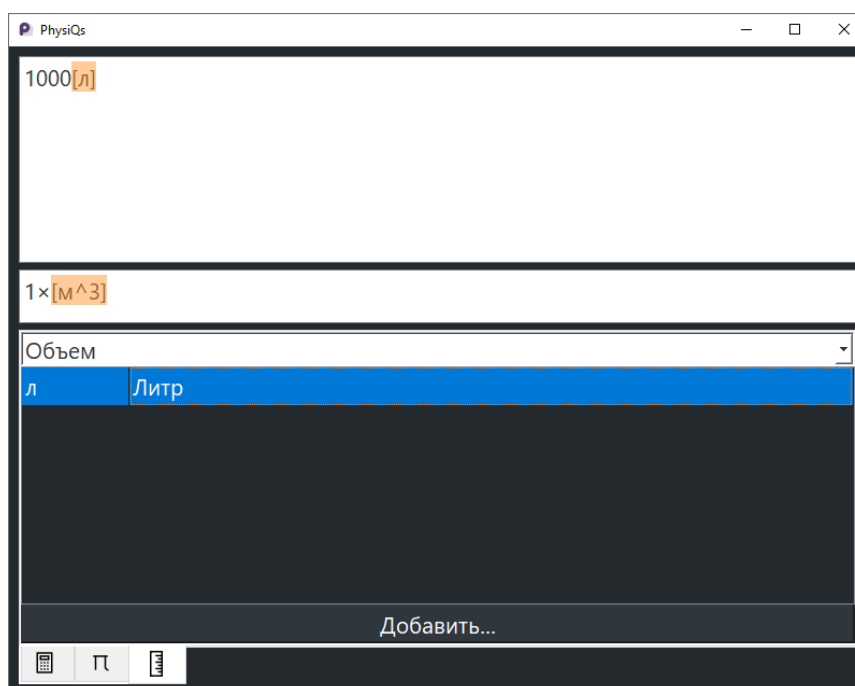 PhysiQs
1000[л]
1×[м^3]
Объем
л Литр
Добавить...
π